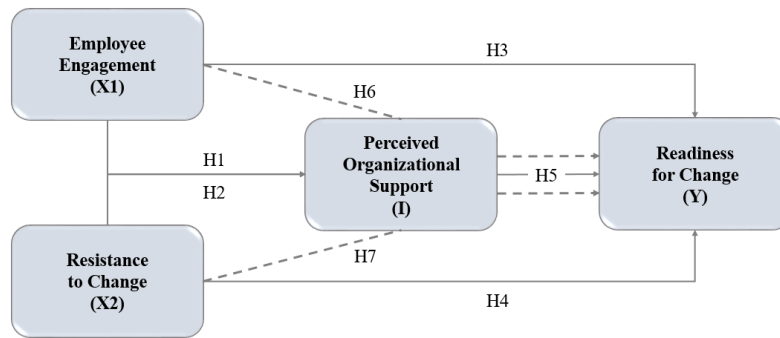 Employee
Engagement
(X1)
H3
H6
Perceived
Organizational
Support
(I)
H1
H2
H5
Readiness
for Change
(Y)
Resistance
to Change
(X2)
H7
H4